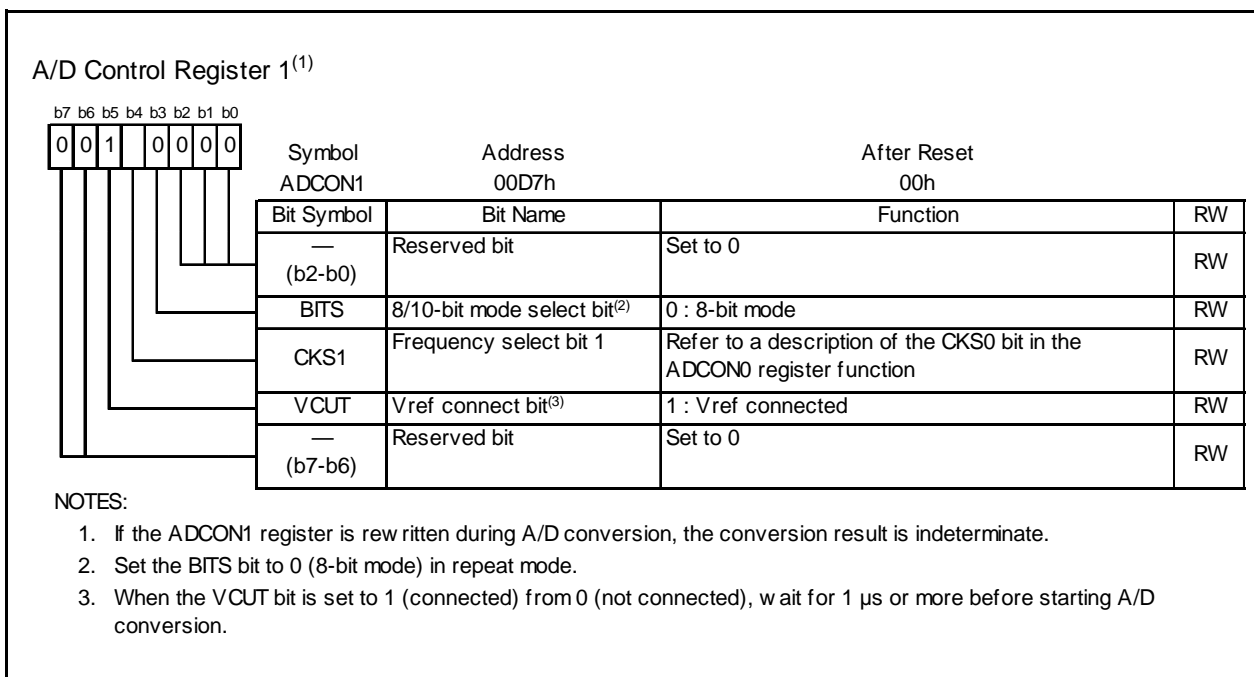 A/D Control Register 1(1)
b7 b6 b5 b4 b3 b2 b1 b0
0 0 1 0 0 0 0
Symbol Address After Reset
ADCON1 00D7h 00h
Bit Symbol Bit Name Function RW
— Reserved bit Set to 0 RW
(b2-b0)
BITS 8/10-bit mode select bit(2) 0 : 8-bit mode RW
CKS1 Frequency select bit 1 Refer to a description of the CKS0 bit in the RW
ADCON0 register function
VCUT Vref connect bit(3) 1 : Vref connected RW
— Reserved bit Set to 0 RW
(b7-b6)
NOTES:
1. If the ADCON1 register is rewritten during A/D conversion, the conversion result is indeterminate.
2. Set the BITS bit to 0 (8-bit mode) in repeat mode.
3. When the VCUT bit is set to 1 (connected) from 0 (not connected), wait for 1 µs or more before starting A/D
conversion.